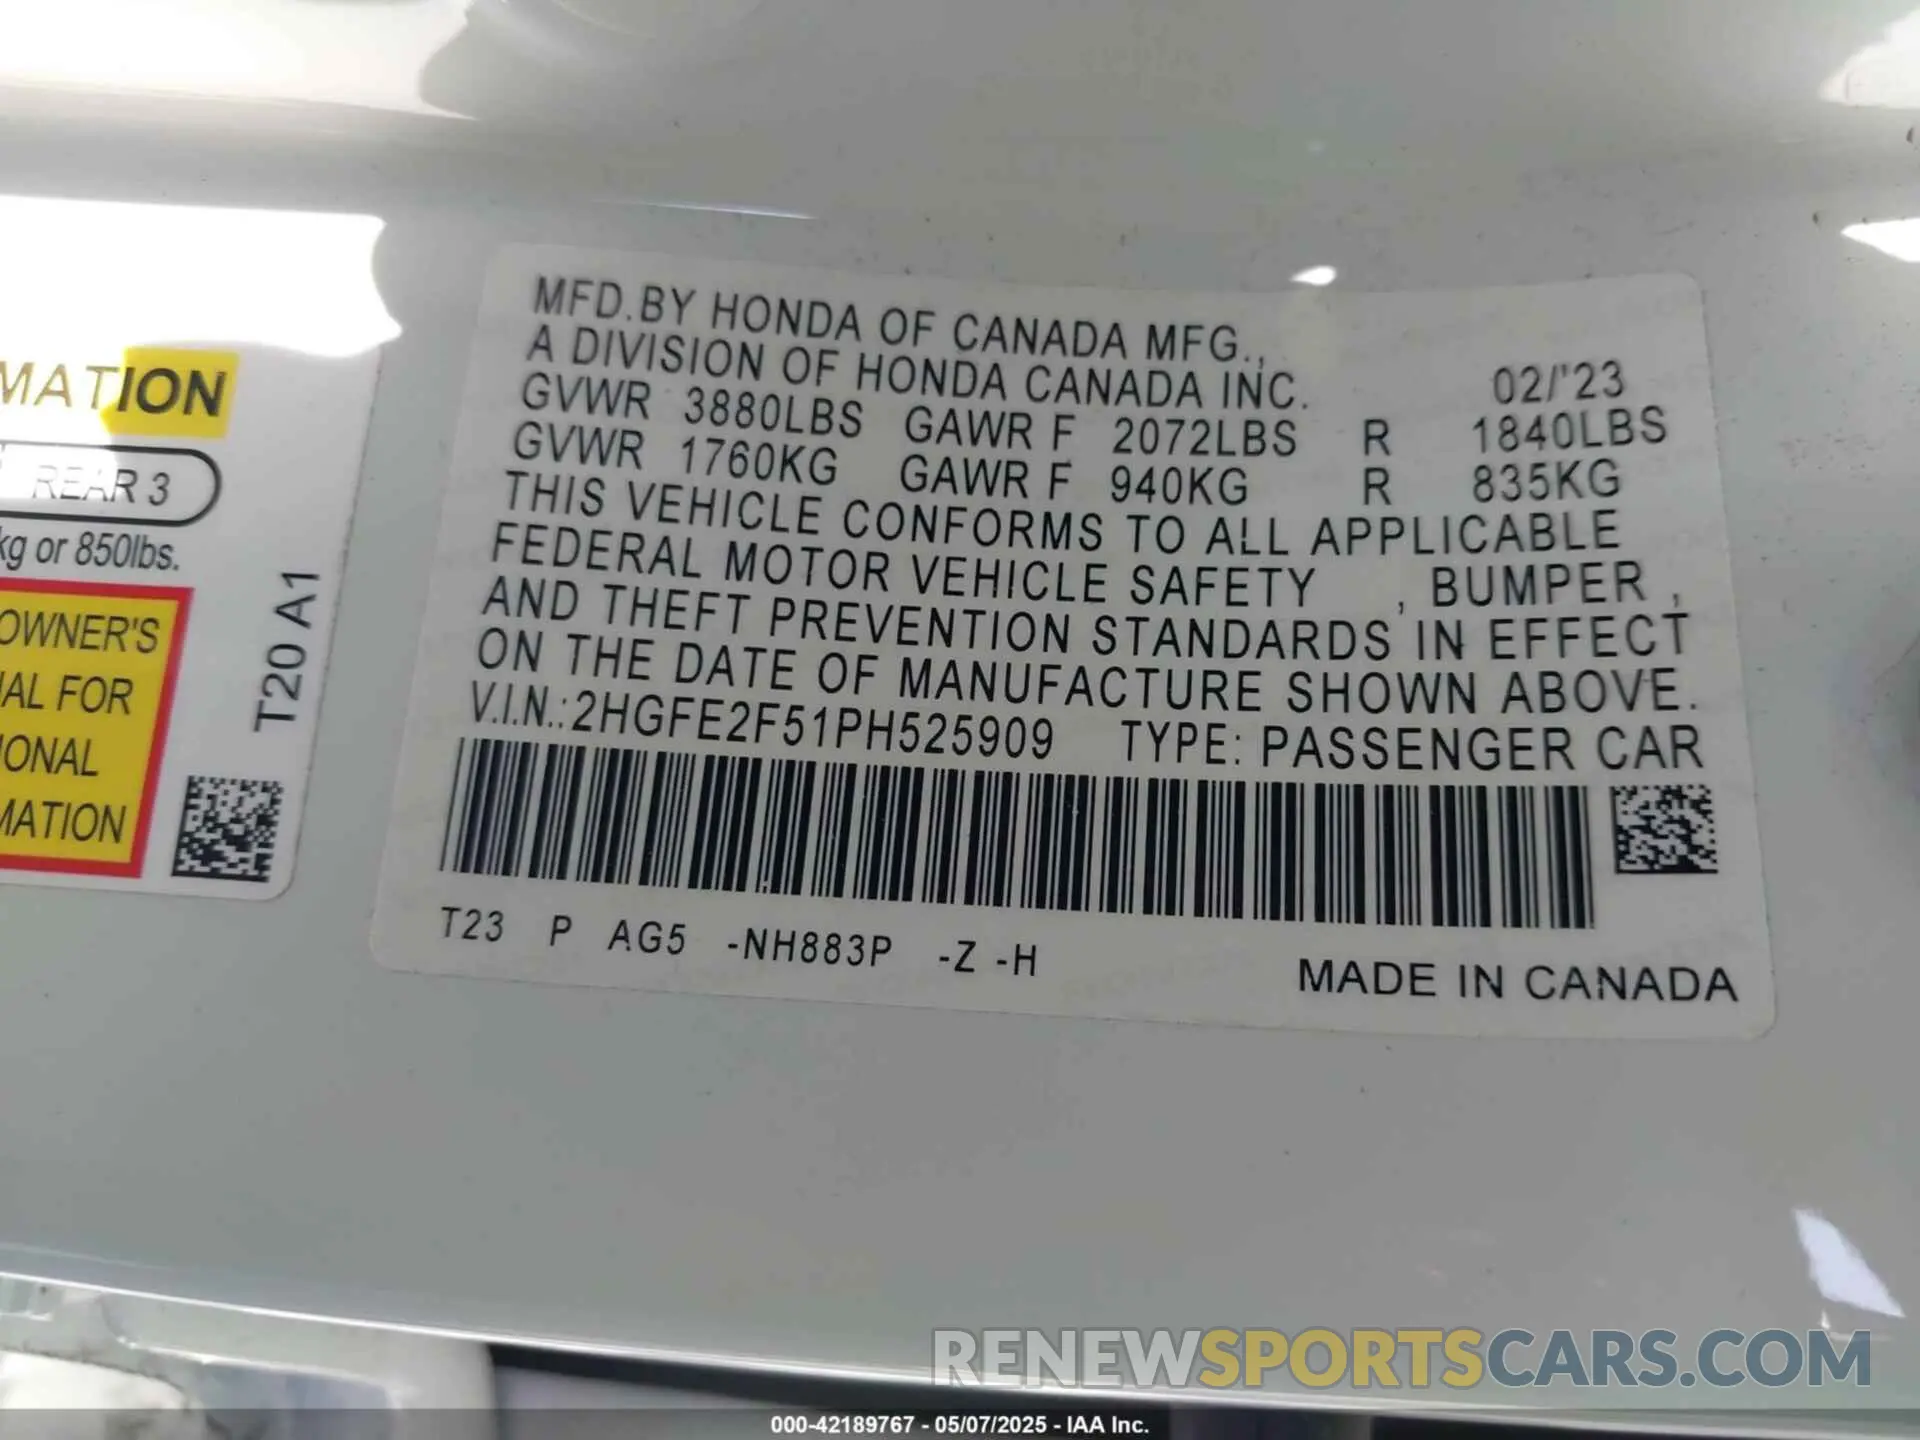 MATION
REAR 3
kg or 850lbs.
OWNER'S
AL FOR
IONAL
MATION
T20 A1
MFD.BY HONDA OF CANADA MFG.,
A DIVISION OF HONDA CANADA INC. 02/'23
GVWR 3880LBS GAWR F 2072LBS R 1840LBS
GVWR 1760KG GAWR F 940KG R 835KG
THIS VEHICLE CONFORMS TO ALL APPLICABLE
FEDERAL MOTOR VEHICLE SAFETY , BUMPER ,
AND THEFT PREVENTION STANDARDS IN EFFECT
ON THE DATE OF MANUFACTURE SHOWN ABOVE.
V.I.N.:2HGFE2F51PH525909 TYPE: PASSENGER CAR
T23 P AG5 -NH883P -Z -H
MADE IN CANADA
RENEWSPORTSCARS.COM
000-42189767 - 05/07/2025 - IAA Inc.